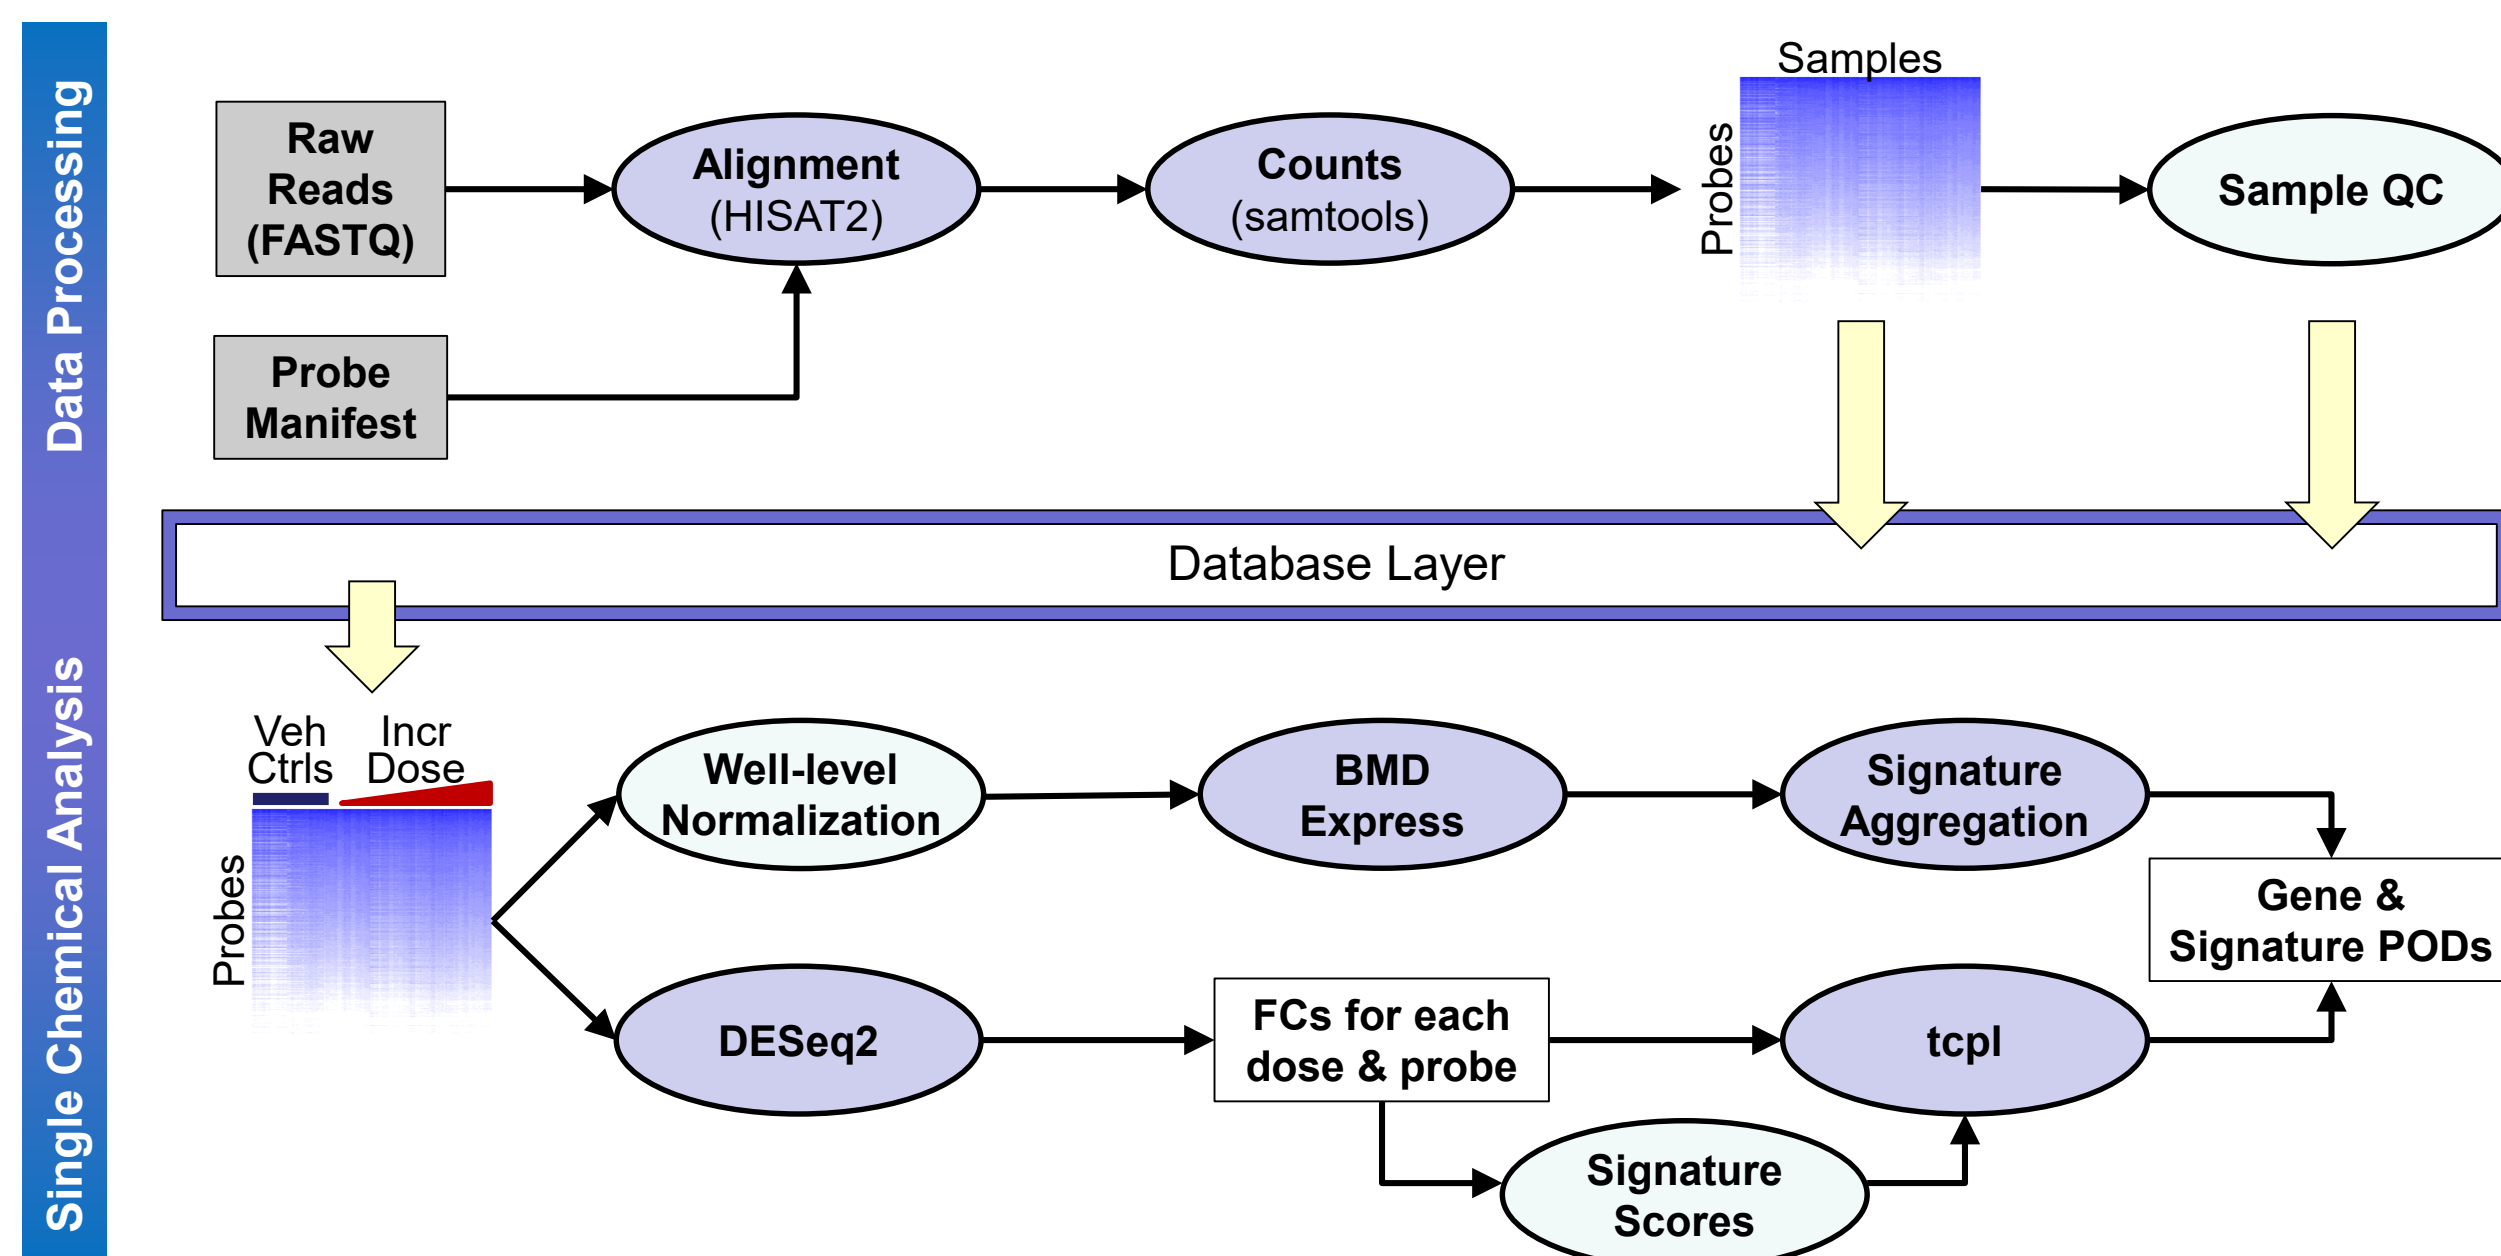 Data Processing
Raw
Reads
(FASTQ)
Alignment
(HISAT2)
Counts
(samtools)
Samples
Probes
Sample QC
Probe
Manifest
Database Layer
Single Chemical Analysis
Veh
Ctrls
Incr
Dose
Probes
Well-level
Normalization
BMD
Express
Signature
Aggregation
Gene &
Signature PODs
DESeq2
FCs for each
dose & probe
tcpl
Signature
Scores